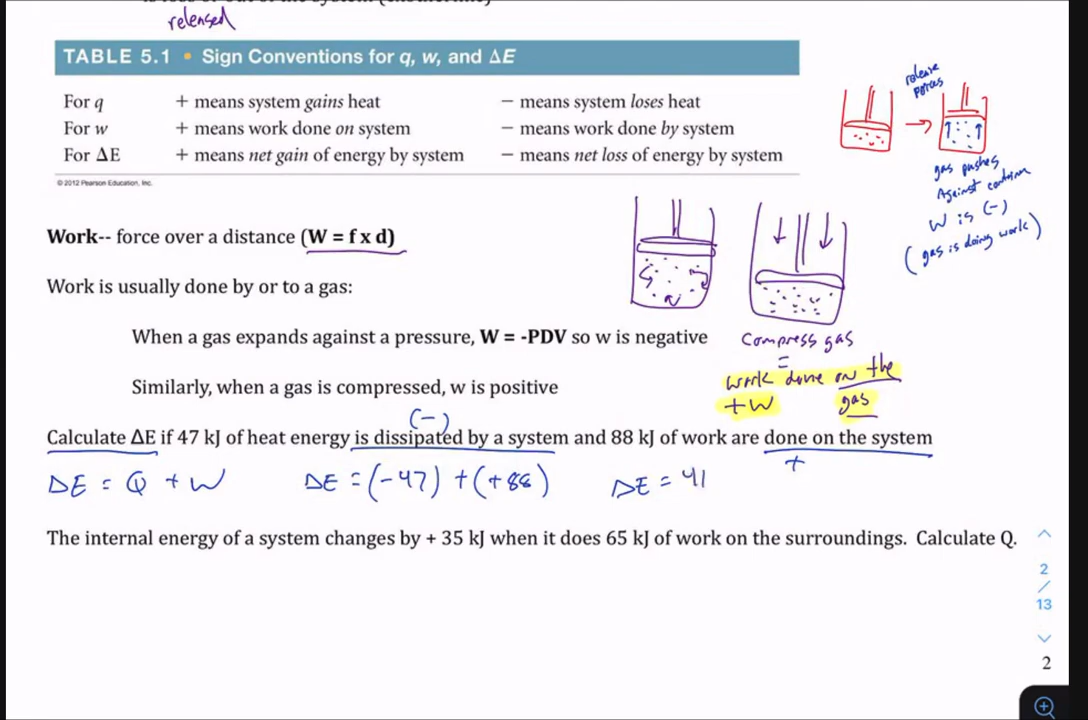 released
TABLE 5.1 • Sign Conventions for q, w, and ΔE
For q + means system gains heat − means system loses heat
For w + means work done on system − means work done by system
For ΔE + means net gain of energy by system − means net loss of energy by system
© 2012 Pearson Education, Inc.
release
gas pushes
Against
W is (−)
(gas is doing work)
Work-- force over a distance (W = f x d)
Work is usually done by or to a gas:
When a gas expands against a pressure, W = -PDV so w is negative
Similarly, when a gas is compressed, w is positive
compress gas
=
work done on the
+W gas
(−)
Calculate ΔE if 47 kJ of heat energy is dissipated by a system and 88 kJ of work are done on the system
+
ΔE = Q + W ΔE = (-47) + (+88) ΔE = 41
The internal energy of a system changes by + 35 kJ when it does 65 kJ of work on the surroundings. Calculate Q.
2
/
13
2